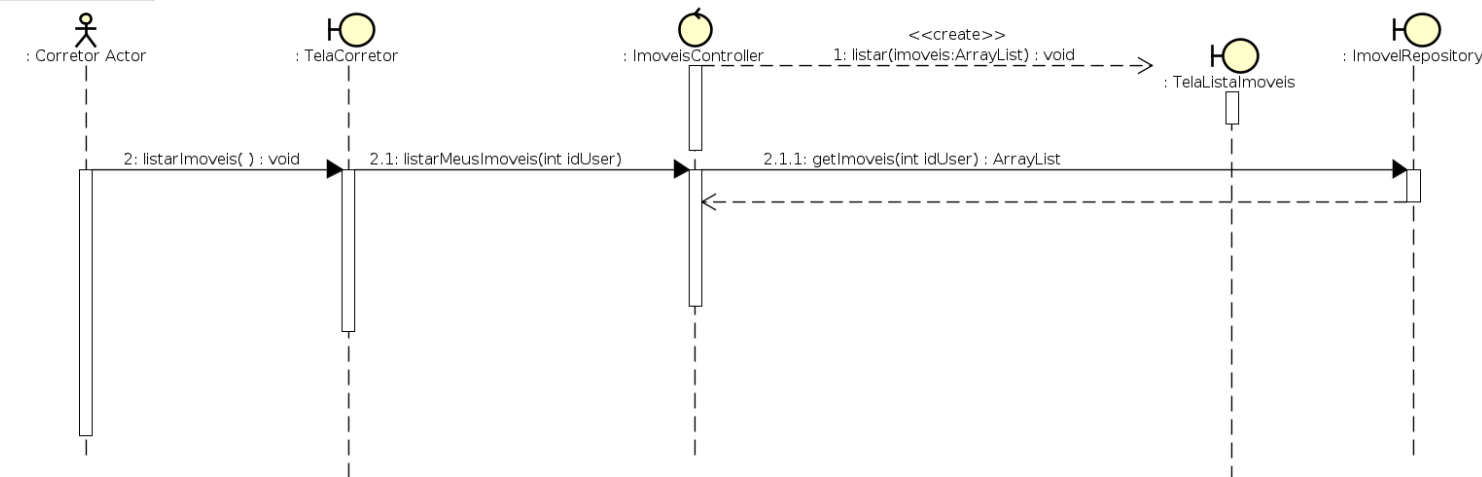 : Corretor Actor
: TelaCorretor
: ImoveisController
<<create>>
1: listar(imoveis:ArrayList) : void
: TelaListaImoveis
: ImovelRepository
2: listarImoveis( ) : void
2.1: listarMeusImoveis(int idUser)
2.1.1: getImoveis(int idUser) : ArrayList